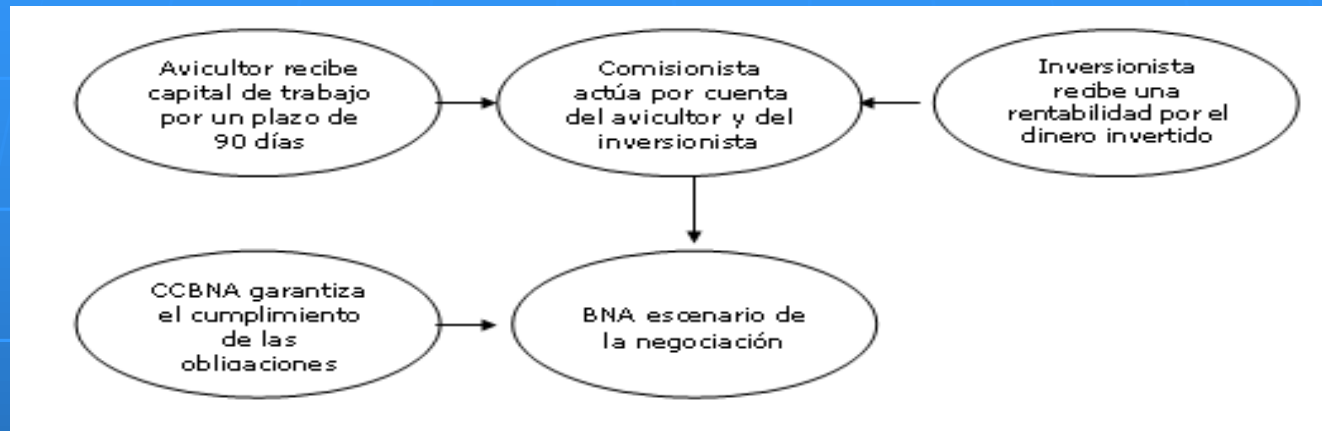 Avicultor recibe
capital de trabajo
por un plazo de
90 días
Comisionista
actúa por cuenta
del avicultor y del
inversionista
Inversionista
recibe una
rentabilidad por el
dinero invertido
CCBNA garantiza
el cumplimiento
de las
obligaciones
BNA escenario de
la negociación